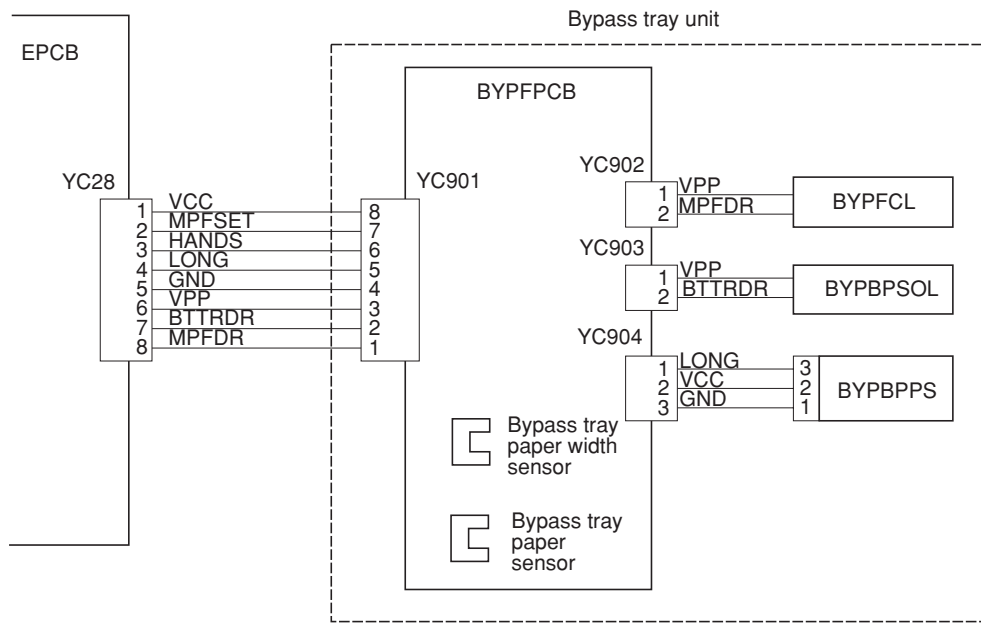 Bypass tray unit
EPCB
BYPFPCB
YC28
YC901
1 VCC 8
2 MPFSET 7
3 HANDS 6
4 LONG 5
5 GND 4
6 VPP 3
7 BTTRDR 2
8 MPFDR 1
YC902
1 VPP
2 MPFDR
BYPFCL
YC903
1 VPP
2 BTTRDR
BYPBPSOL
YC904
1 LONG 3
2 VCC 2
3 GND 1
BYPBPPS
Bypass tray
paper width
sensor
Bypass tray
paper
sensor